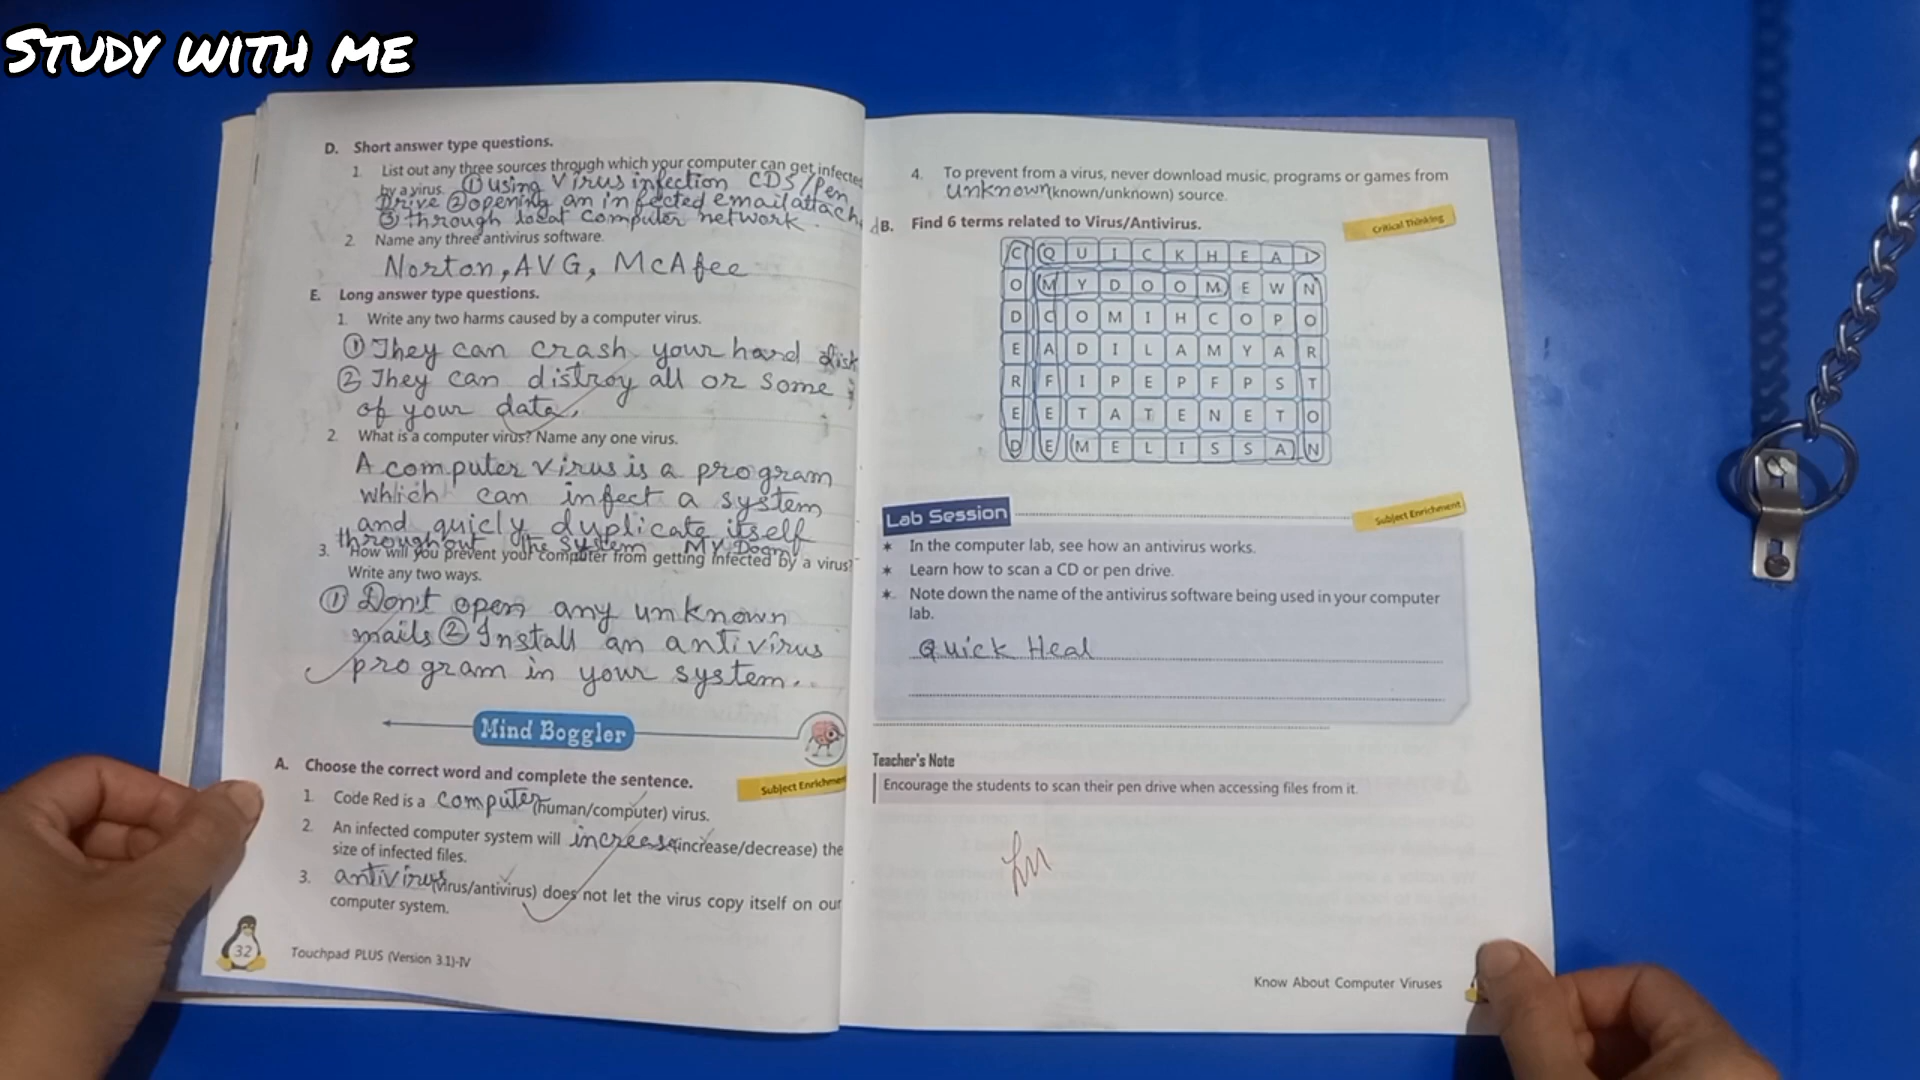 STUDY WITH ME
D. Short answer type questions.
1. List out any three sources through which your computer can get infected
by a virus. ① using Virus infection CDS/Pen
Drive ② opening an infected email attached
③ through local computer network.
2. Name any three antivirus software.
Norton, AVG, McAfee
E. Long answer type questions.
1. Write any two harms caused by a computer virus.
① They can crash your hard disk
② They can distroy all or some
of your data.
2. What is a computer virus? Name any one virus.
A computer virus is a program
which can infect a system
and quicly duplicate itself
throughout the system My Doom
3. How will you prevent your computer from getting infected by a virus?
Write any two ways.
① Don't open any unknown
mails ② Install an antivirus
program in your system.
Mind Boggler
A. Choose the correct word and complete the sentence.
Subject Enrichment
1. Code Red is a computer (human/computer) virus.
2. An infected computer system will increase (increase/decrease) the
size of infected files.
3. antivirus (virus/antivirus) does not let the virus copy itself on our
computer system.
32
Touchpad PLUS (Version 3.1)-IV
4. To prevent from a virus, never download music, programs or games from
unknown (known/unknown) source.
B. Find 6 terms related to Virus/Antivirus.
Critical Thinking
C Q U I C K H E A L
O M Y D O O M E W N
D C O M I H C O P O
E A D I L A M Y A R
R F I P E P F P S T
E E T A T E N E T O
D E M E L I S S A N
Lab Session
Subject Enrichment
* In the computer lab, see how an antivirus works.
* Learn how to scan a CD or pen drive.
* Note down the name of the antivirus software being used in your computer
lab.
Quick Heal
Teacher's Note
Encourage the students to scan their pen drive when accessing files from it.
Know About Computer Viruses